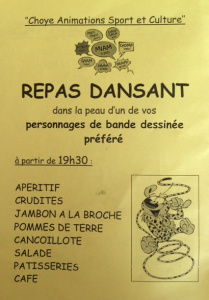 "Choye Animations Sport et Culture"
MIAM
REPAS DANSANT
dans la peau d'un de vos
personnages de bande dessinée
préféré
à partir de 19h30 :
APERITIF
CRUDITES
JAMBON A LA BROCHE
POMMES DE TERRE
CANCOILLOTE
SALADE
PATISSERIES
CAFE